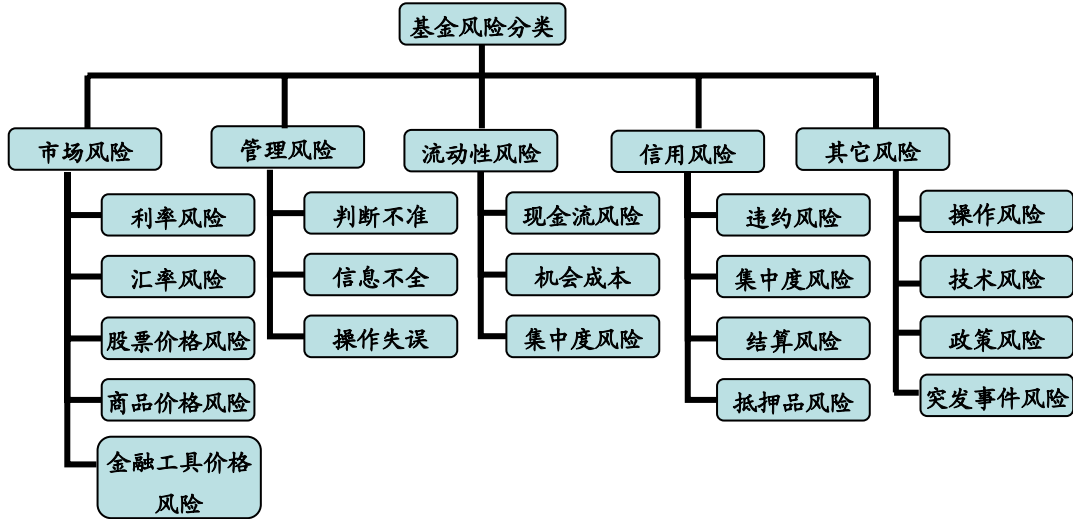 基金风险分类
市场风险
管理风险
流动性风险
信用风险
其它风险
利率风险
汇率风险
股票价格风险
商品价格风险
金融工具价格
风险
判断不准
信息不全
操作失误
现金流风险
机会成本
集中度风险
违约风险
集中度风险
结算风险
抵押品风险
操作风险
技术风险
政策风险
突发事件风险